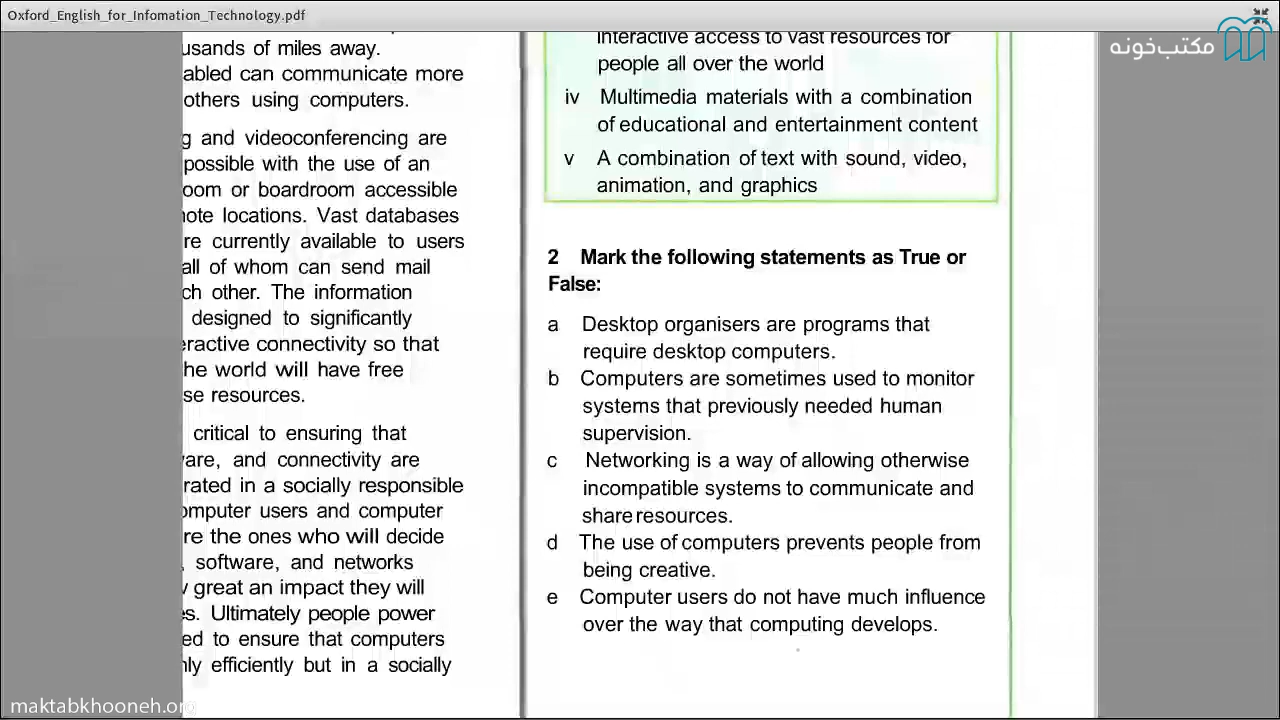 Oxford_English_for_Infomation_Technology.pdf
مکتب‌خونه
usands of miles away.
abled can communicate more
others using computers.
g and videoconferencing are
possible with the use of an
oom or boardroom accessible
note locations. Vast databases
re currently available to users
all of whom can send mail
ch other. The information
designed to significantly
eractive connectivity so that
he world will have free
se resources.
critical to ensuring that
vare, and connectivity are
rated in a socially responsible
omputer users and computer
re the ones who will decide
, software, and networks
v great an impact they will
es. Ultimately people power
ed to ensure that computers
nly efficiently but in a socially
interactive access to vast resources for
people all over the world
iv Multimedia materials with a combination
of educational and entertainment content
v A combination of text with sound, video,
animation, and graphics
2 Mark the following statements as True or
False:
a Desktop organisers are programs that
require desktop computers.
b Computers are sometimes used to monitor
systems that previously needed human
supervision.
c Networking is a way of allowing otherwise
incompatible systems to communicate and
share resources.
d The use of computers prevents people from
being creative.
e Computer users do not have much influence
over the way that computing develops.
maktabkhooneh.org